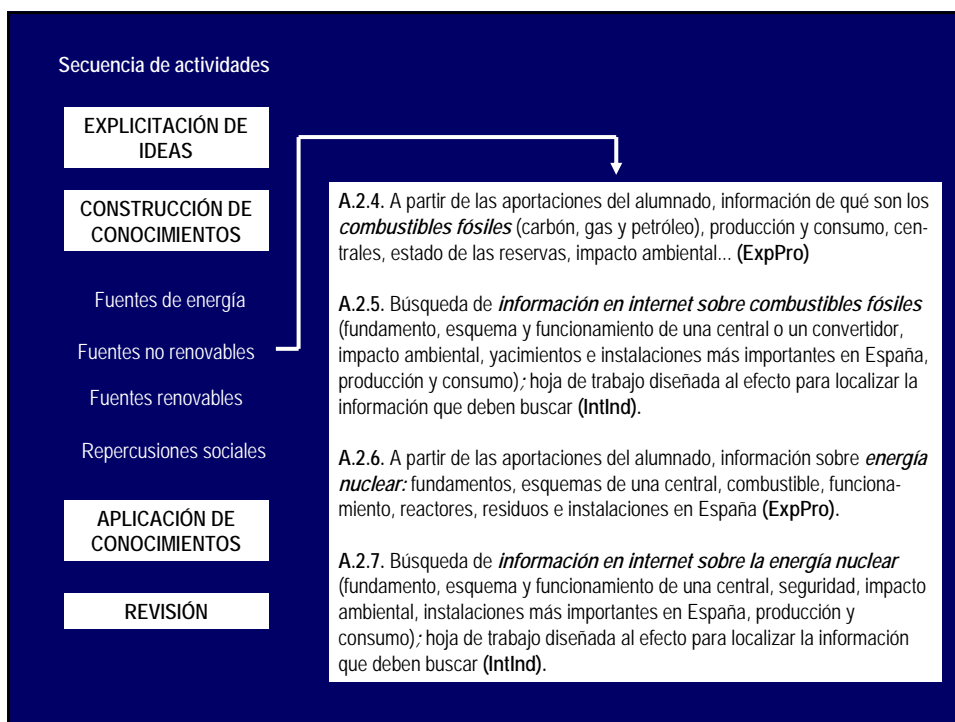 Secuencia de actividades
EXPLICITACIÓN DE
IDEAS
CONSTRUCCIÓN DE
CONOCIMIENTOS
Fuentes de energía
Fuentes no renovables
Fuentes renovables
Repercusiones sociales
APLICACIÓN DE
CONOCIMIENTOS
REVISIÓN
A.2.4. A partir de las aportaciones del alumnado, información de qué son los
combustibles fósiles (carbón, gas y petróleo), producción y consumo, cen-
trales, estado de las reservas, impacto ambiental... (ExpPro)
A.2.5. Búsqueda de información en internet sobre combustibles fósiles
(fundamento, esquema y funcionamiento de una central o un convertidor,
impacto ambiental, yacimientos e instalaciones más importantes en España,
producción y consumo); hoja de trabajo diseñada al efecto para localizar la
información que deben buscar (IntInd).
A.2.6. A partir de las aportaciones del alumnado, información sobre energía
nuclear: fundamentos, esquemas de una central, combustible, funciona-
miento, reactores, residuos e instalaciones en España (ExpPro).
A.2.7. Búsqueda de información en internet sobre la energía nuclear
(fundamento, esquema y funcionamiento de una central, seguridad, impacto
ambiental, instalaciones más importantes en España, producción y
consumo); hoja de trabajo diseñada al efecto para localizar la información
que deben buscar (IntInd).